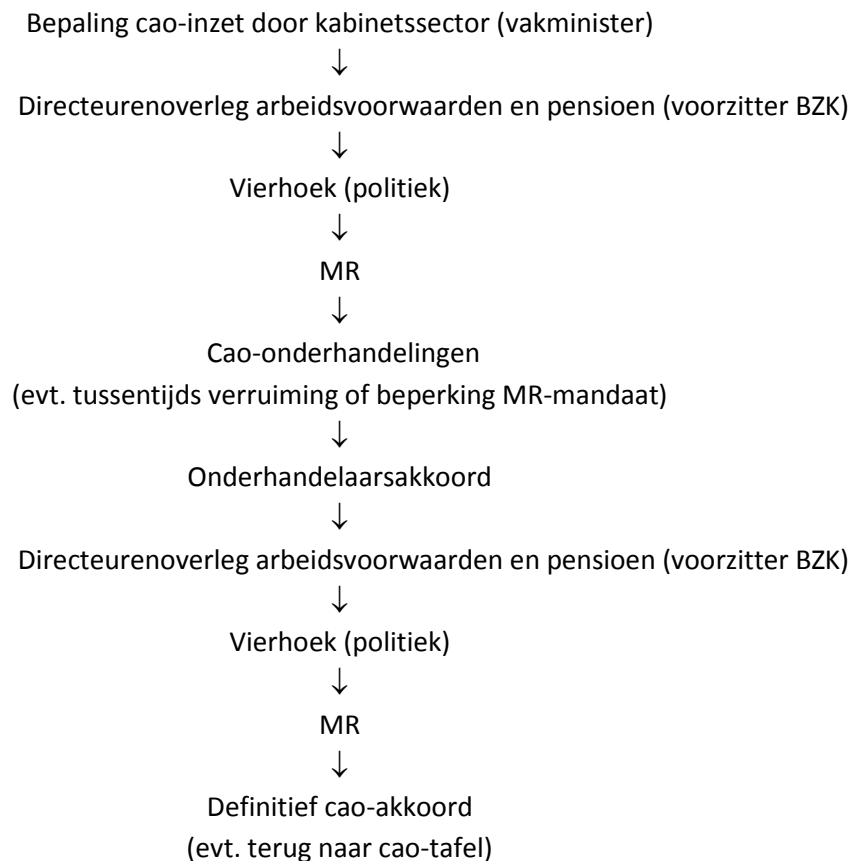 Bepaling cao-inzet door kabinetssector (vakminister)
↓
Directeurenoverleg arbeidsvoorwaarden en pensioen (voorzitter BZK)
↓
Vierhoek (politiek)
↓
MR
↓
Cao-onderhandelingen
(evt. tussentijds verruiming of beperking MR-mandaat)
↓
Onderhandelaarsakkoord
↓
Directeurenoverleg arbeidsvoorwaarden en pensioen (voorzitter BZK)
↓
Vierhoek (politiek)
↓
MR
↓
Definitief cao-akkoord
(evt. terug naar cao-tafel)